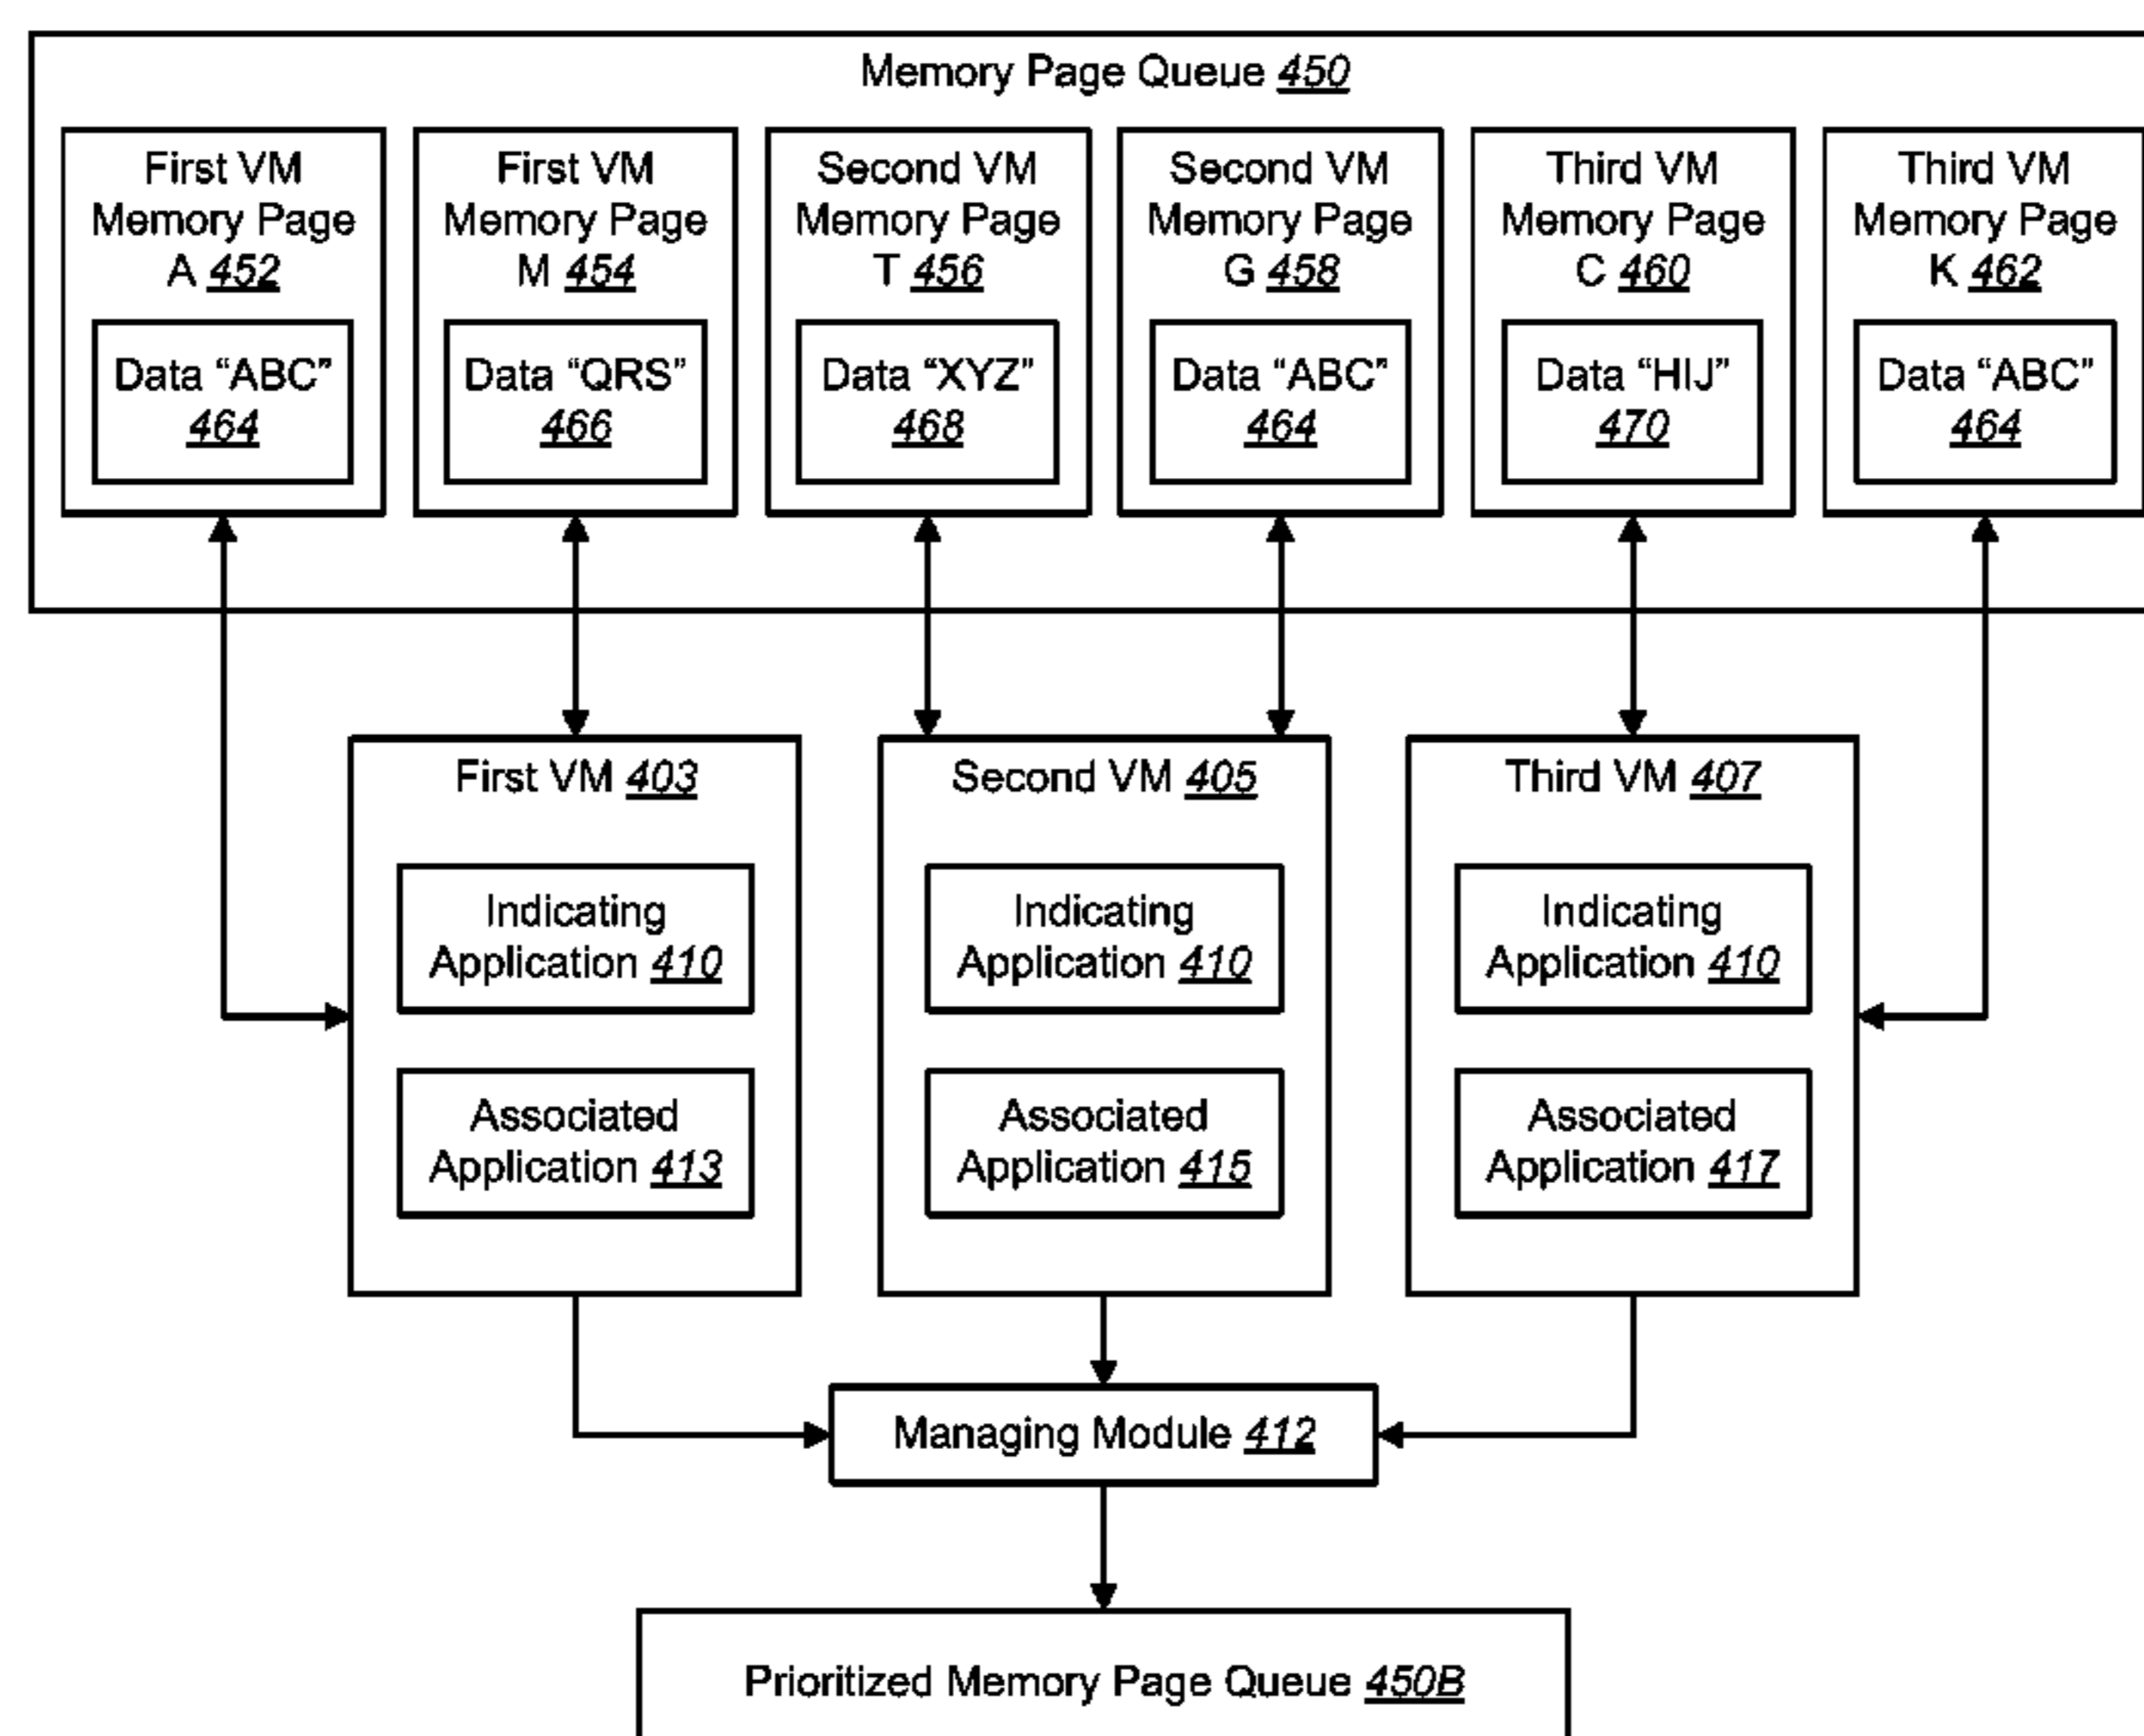 Memory Page Queue 450
First VM
Memory Page
A 452
Data “ABC”
464
First VM
Memory Page
M 454
Data “QRS”
466
Second VM
Memory Page
T 456
Data “XYZ”
468
Second VM
Memory Page
G 458
Data “ABC”
464
Third VM
Memory Page
C 460
Data “HIJ”
470
Third VM
Memory Page
K 462
Data “ABC”
464
First VM 403
Indicating
Application 410
Associated
Application 413
Second VM 405
Indicating
Application 410
Associated
Application 415
Third VM 407
Indicating
Application 410
Associated
Application 417
Managing Module 412
Prioritized Memory Page Queue 450B